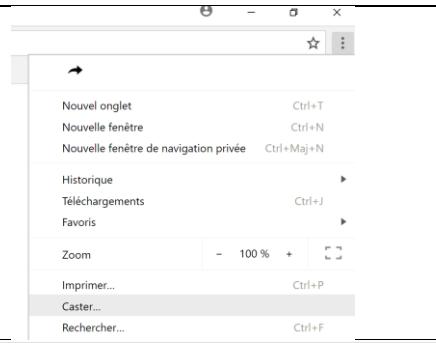 Nouvel onglet Ctrl+T
Nouvelle fenêtre Ctrl+N
Nouvelle fenêtre de navigation privée Ctrl+Maj+N
Historique
Téléchargements Ctrl+J
Favoris
Zoom - 100 % +
Imprimer... Ctrl+P
Caster...
Rechercher... Ctrl+F